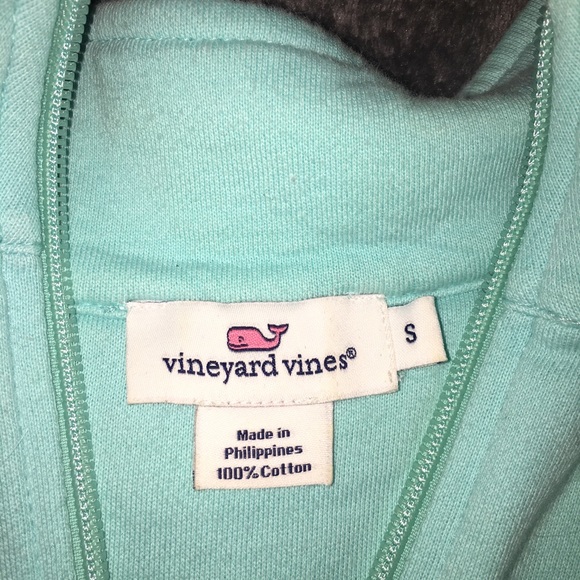 vineyard vines®
S
Made in
Philippines
100% Cotton